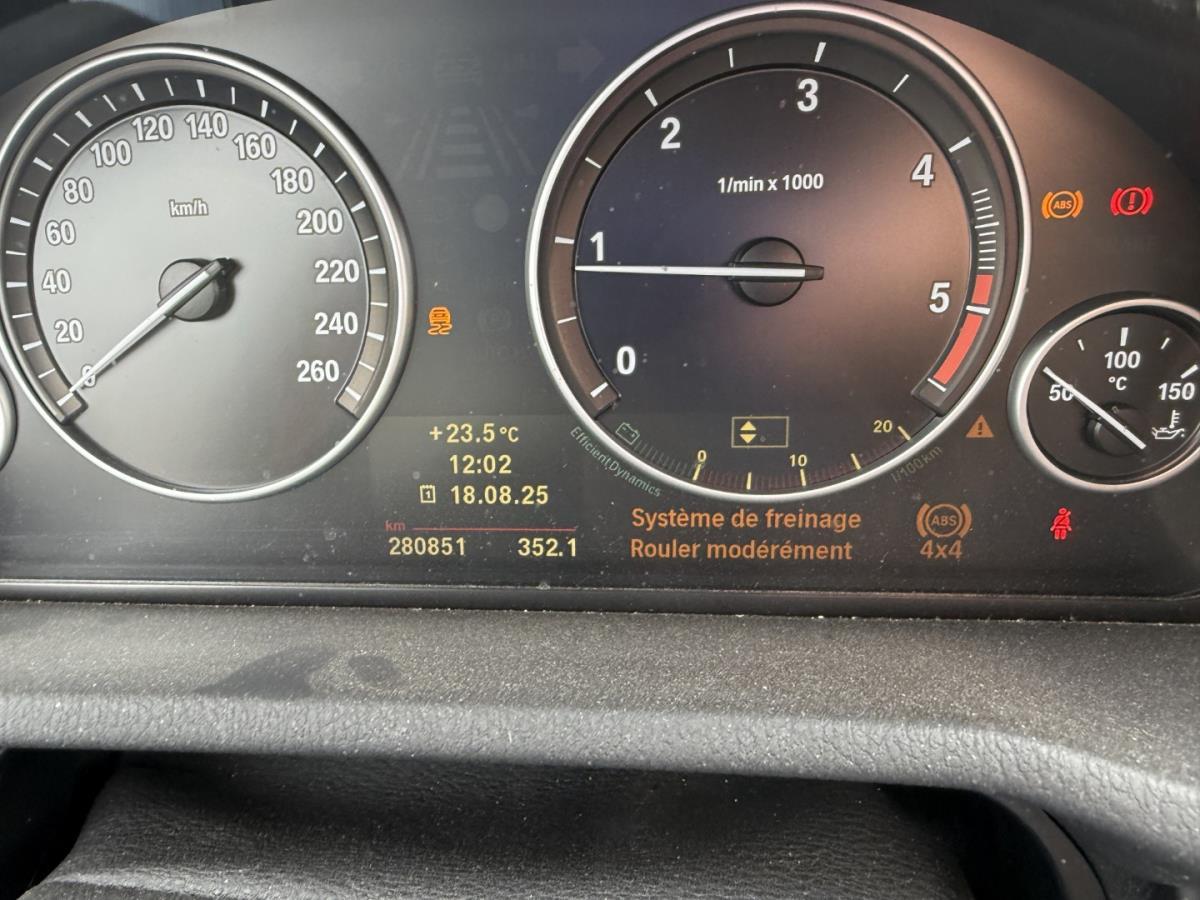 0
20
40
60
80
100
120
140
160
180
200
220
240
260
km/h
0
1
2
3
4
5
1/min x 1000
ABS
50
100
150
°C
+23.5 °C
12:02
1 18.08.25
km
280851 352.1
EfficientDynamics
0
10
20
l/100km
Système de freinage
Rouler modérément
ABS
4x4